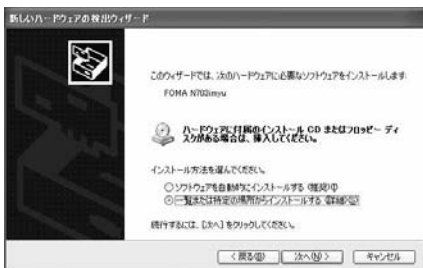 新しいハードウェアの検出ウィザード
このウィザードでは、次のハードウェアに必要なソフトウェアをインストールします:
FOMA N703imyu
ハードウェアに付属のインストール CD またはフロッピー ディ
スクがある場合は、挿入してください。
インストール方法を選んでください。
ソフトウェアを自動的にインストールする (推奨)(I)
一覧または特定の場所からインストールする (詳細)(S)
続行するには、[次へ] をクリックしてください。
< 戻る(B)
次へ(N) >
キャンセル